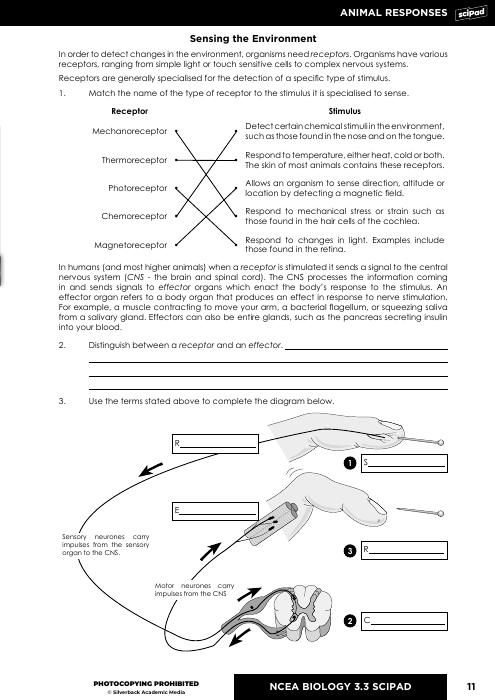 ANIMAL RESPONSES
scipad
Sensing the Environment
In order to detect changes in the environment, organisms need receptors. Organisms have various
receptors, ranging from simple light or touch sensitive cells to complex nervous systems.
Receptors are generally specialised for the detection of a specific type of stimulus.
1. Match the name of the type of receptor to the stimulus it is specialised to sense.
Receptor Stimulus
Mechanoreceptor
Detect certain chemical stimuli in the environment,
such as those found in the nose and on the tongue.
Thermoreceptor
Respond to temperature, either heat, cold or both.
The skin of most animals contains these receptors.
Photoreceptor
Allows an organism to sense direction, altitude or
location by detecting a magnetic field.
Chemoreceptor
Respond to mechanical stress or strain such as
those found in the hair cells of the cochlea.
Magnetoreceptor
Respond to changes in light. Examples include
those found in the retina.
In humans (and most higher animals) when a receptor is stimulated it sends a signal to the central
nervous system (CNS - the brain and spinal cord). The CNS processes the information coming
in and sends signals to effector organs which enact the body's response to the stimulus. An
effector organ refers to a body organ that produces an effect in response to nerve stimulation.
For example, a muscle contracting to move your arm, a bacterial flagellum, or squeezing saliva
from a salivary gland. Effectors can also be entire glands, such as the pancreas secreting insulin
into your blood.
2. Distinguish between a receptor and an effector.
3. Use the terms stated above to complete the diagram below.
R
1 S
E
Sensory neurones carry
impulses from the sensory
organ to the CNS.
3 R
Motor neurones carry
impulses from the CNS
2 C
PHOTOCOPYING PROHIBITED
© Silverback Academic Media
NCEA BIOLOGY 3.3 SCIPAD
11